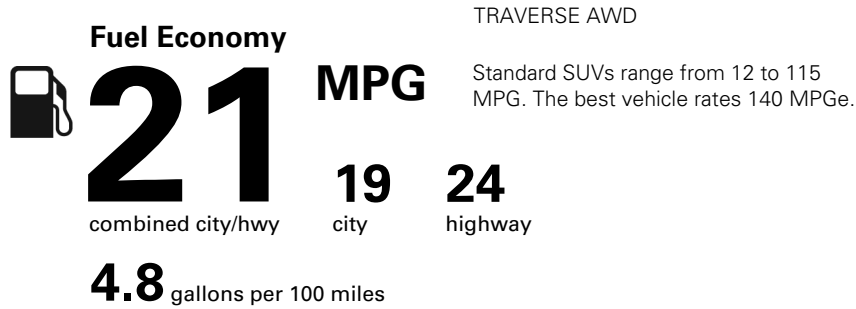 TRAVERSE AWD
Fuel Economy
21 MPG
Standard SUVs range from 12 to 115
MPG. The best vehicle rates 140 MPGe.
combined city/hwy
19
city
24
highway
4.8 gallons per 100 miles